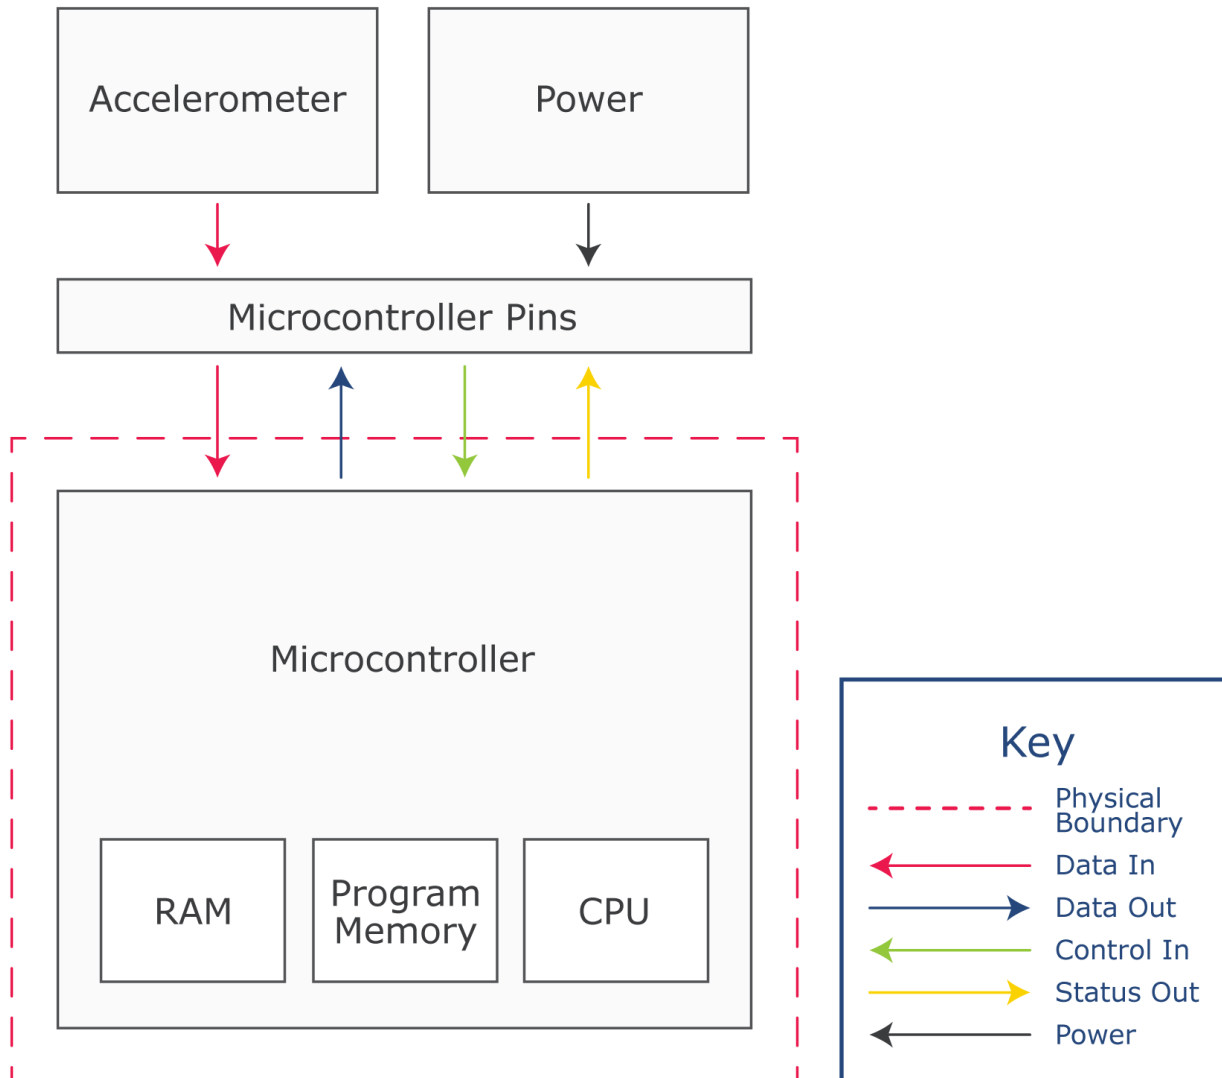 Accelerometer
Power
Microcontroller Pins
Microcontroller
RAM
Program
Memory
CPU
Key
Physical
Boundary
Data In
Data Out
Control In
Status Out
Power